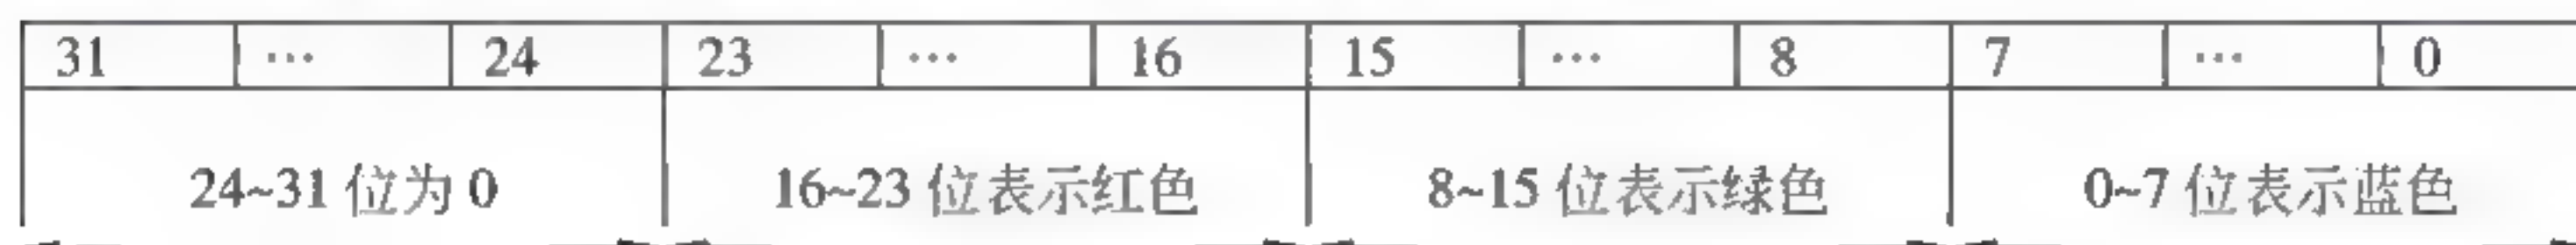 31 … 24 23 … 16 15 … 8 7 … 0
24~31 位为 0 16~23 位表示红色 8~15 位表示绿色 0~7 位表示蓝色